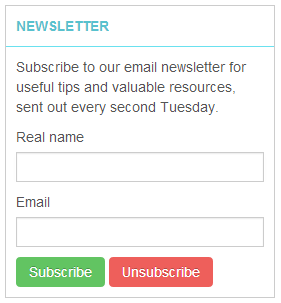 NEWSLETTER
Subscribe to our email newsletter for
useful tips and valuable resources,
sent out every second Tuesday.
Real name
Email
Subscribe Unsubscribe